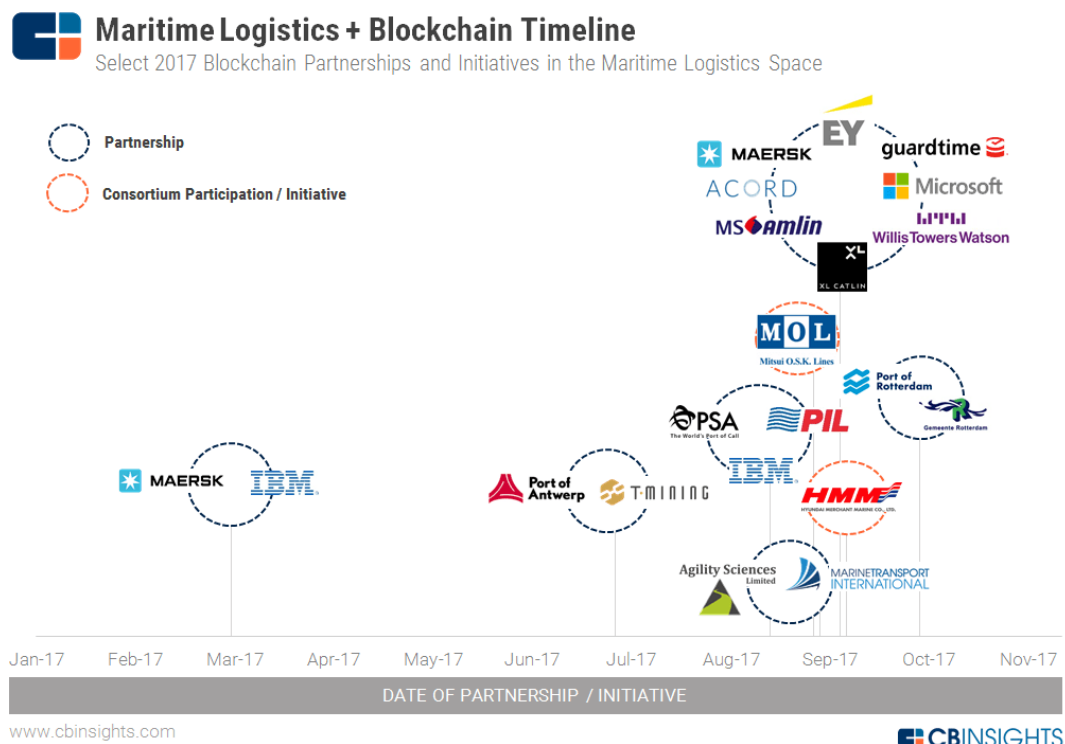 Maritime Logistics + Blockchain Timeline
Select 2017 Blockchain Partnerships and Initiatives in the Maritime Logistics Space
Partnership
Consortium Participation / Initiative
EY
MAERSK
guardtime
ACORD
Microsoft
MS Amlin
Willis Towers Watson
XL
XL CATLIN
MOL
Mitsui O.S.K. Lines
Port of
Rotterdam
Gemeente Rotterdam
PSA
The World's Port of Call
PIL
IBM
MAERSK
IBM
Port of
Antwerp
T-MINING
HMM
HYUNDAI MERCHANT MARINE CO., LTD.
Agility Sciences
Limited
MARINETRANSPORT
INTERNATIONAL
Jan-17 Feb-17 Mar-17 Apr-17 May-17 Jun-17 Jul-17 Aug-17 Sep-17 Oct-17 Nov-17
DATE OF PARTNERSHIP / INITIATIVE
www.cbinsights.com
CBINSIGHTS